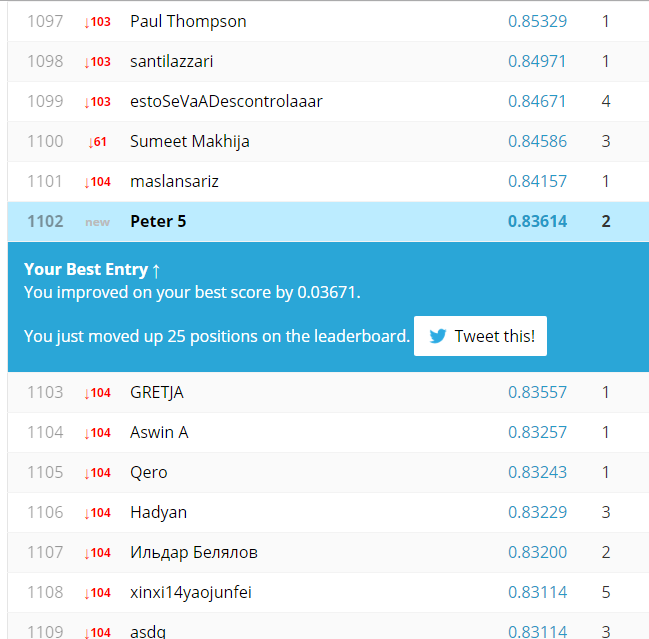 1097 ↓103 Paul Thompson 0.85329 1
1098 ↓103 santilazzari 0.84971 1
1099 ↓103 estoSeVaADescontrolaaar 0.84671 4
1100 ↓61 Sumeet Makhija 0.84586 3
1101 ↓104 maslansariz 0.84157 1
1102 new Peter 5 0.83614 2
Your Best Entry ↑
You improved on your best score by 0.03671.
You just moved up 25 positions on the leaderboard. Tweet this!
1103 ↓104 GRETJA 0.83557 1
1104 ↓104 Aswin A 0.83257 1
1105 ↓104 Qero 0.83243 1
1106 ↓104 Hadyan 0.83229 3
1107 ↓104 Ильдар Белялов 0.83200 2
1108 ↓104 xinxi14yaojunfei 0.83114 5
1109 ↓104 asdq 0.83114 3